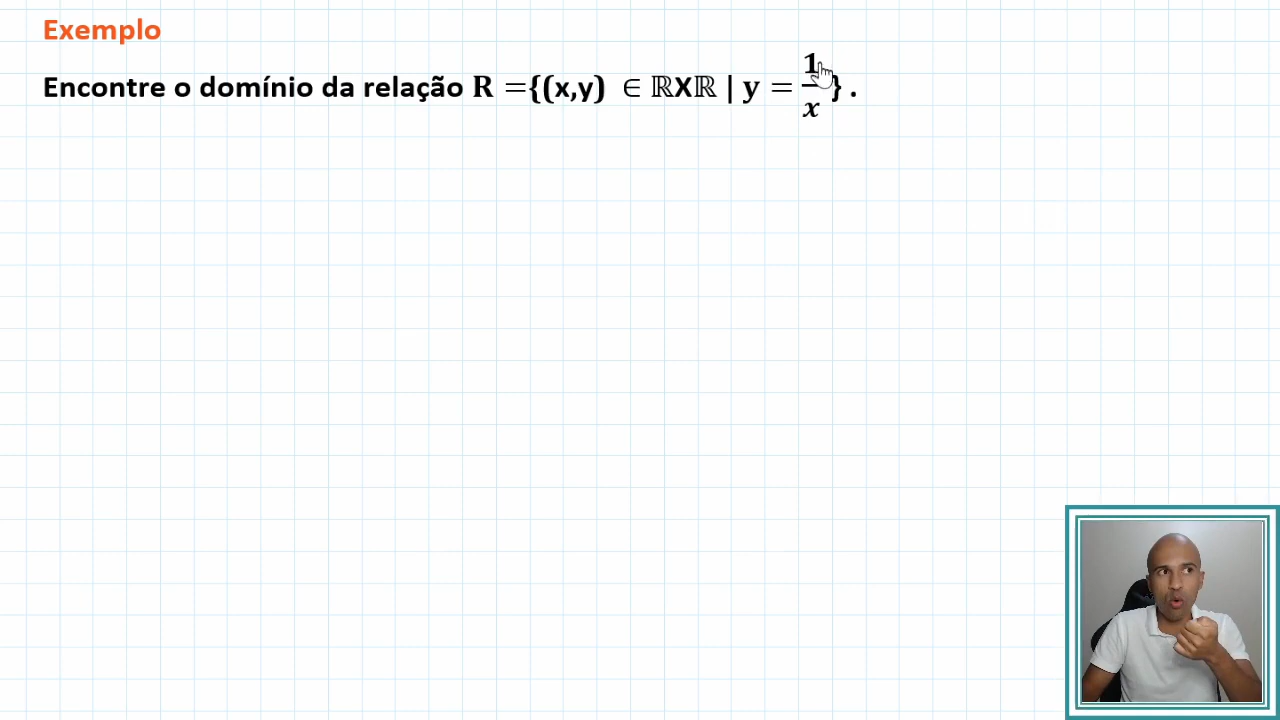 Exemplo
Encontre o domínio da relação R ={(x,y) ∈ ℝXℝ | y = 1/x } .